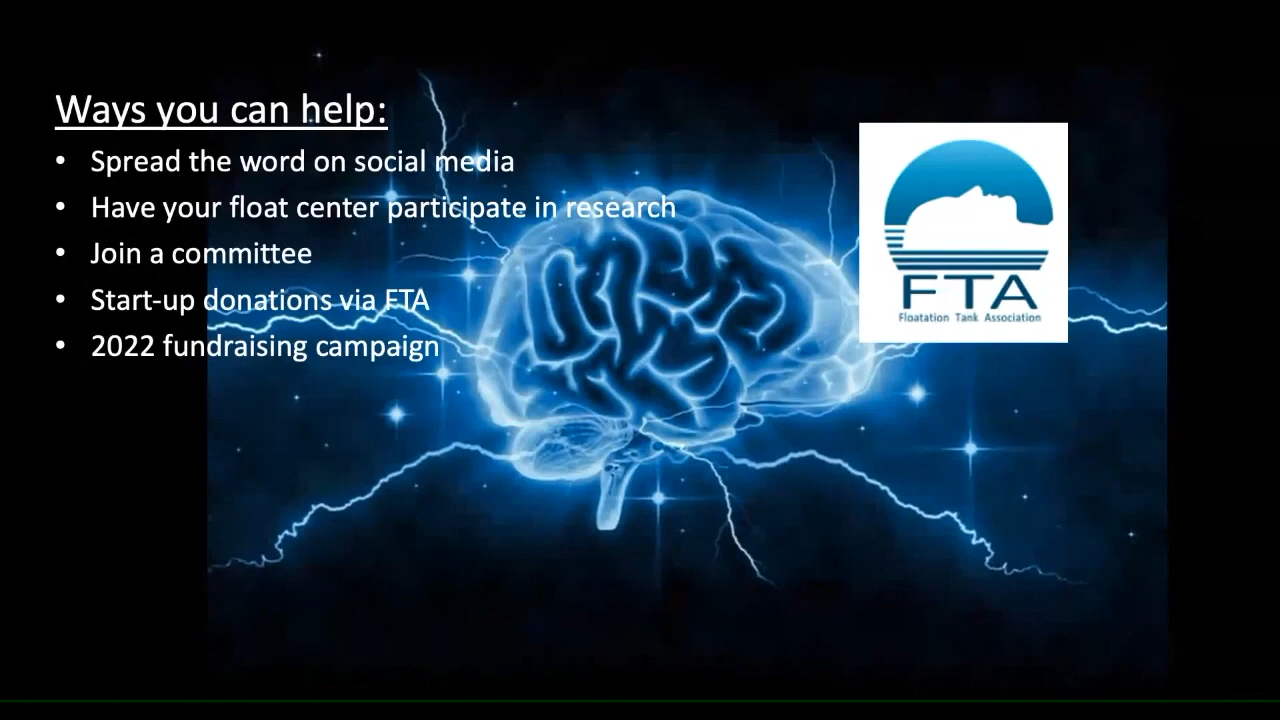 Ways you can help:
• Spread the word on social media
• Have your float center participate in research
• Join a committee
• Start-up donations via FTA
• 2022 fundraising campaign
FTA
Floatation Tank Association